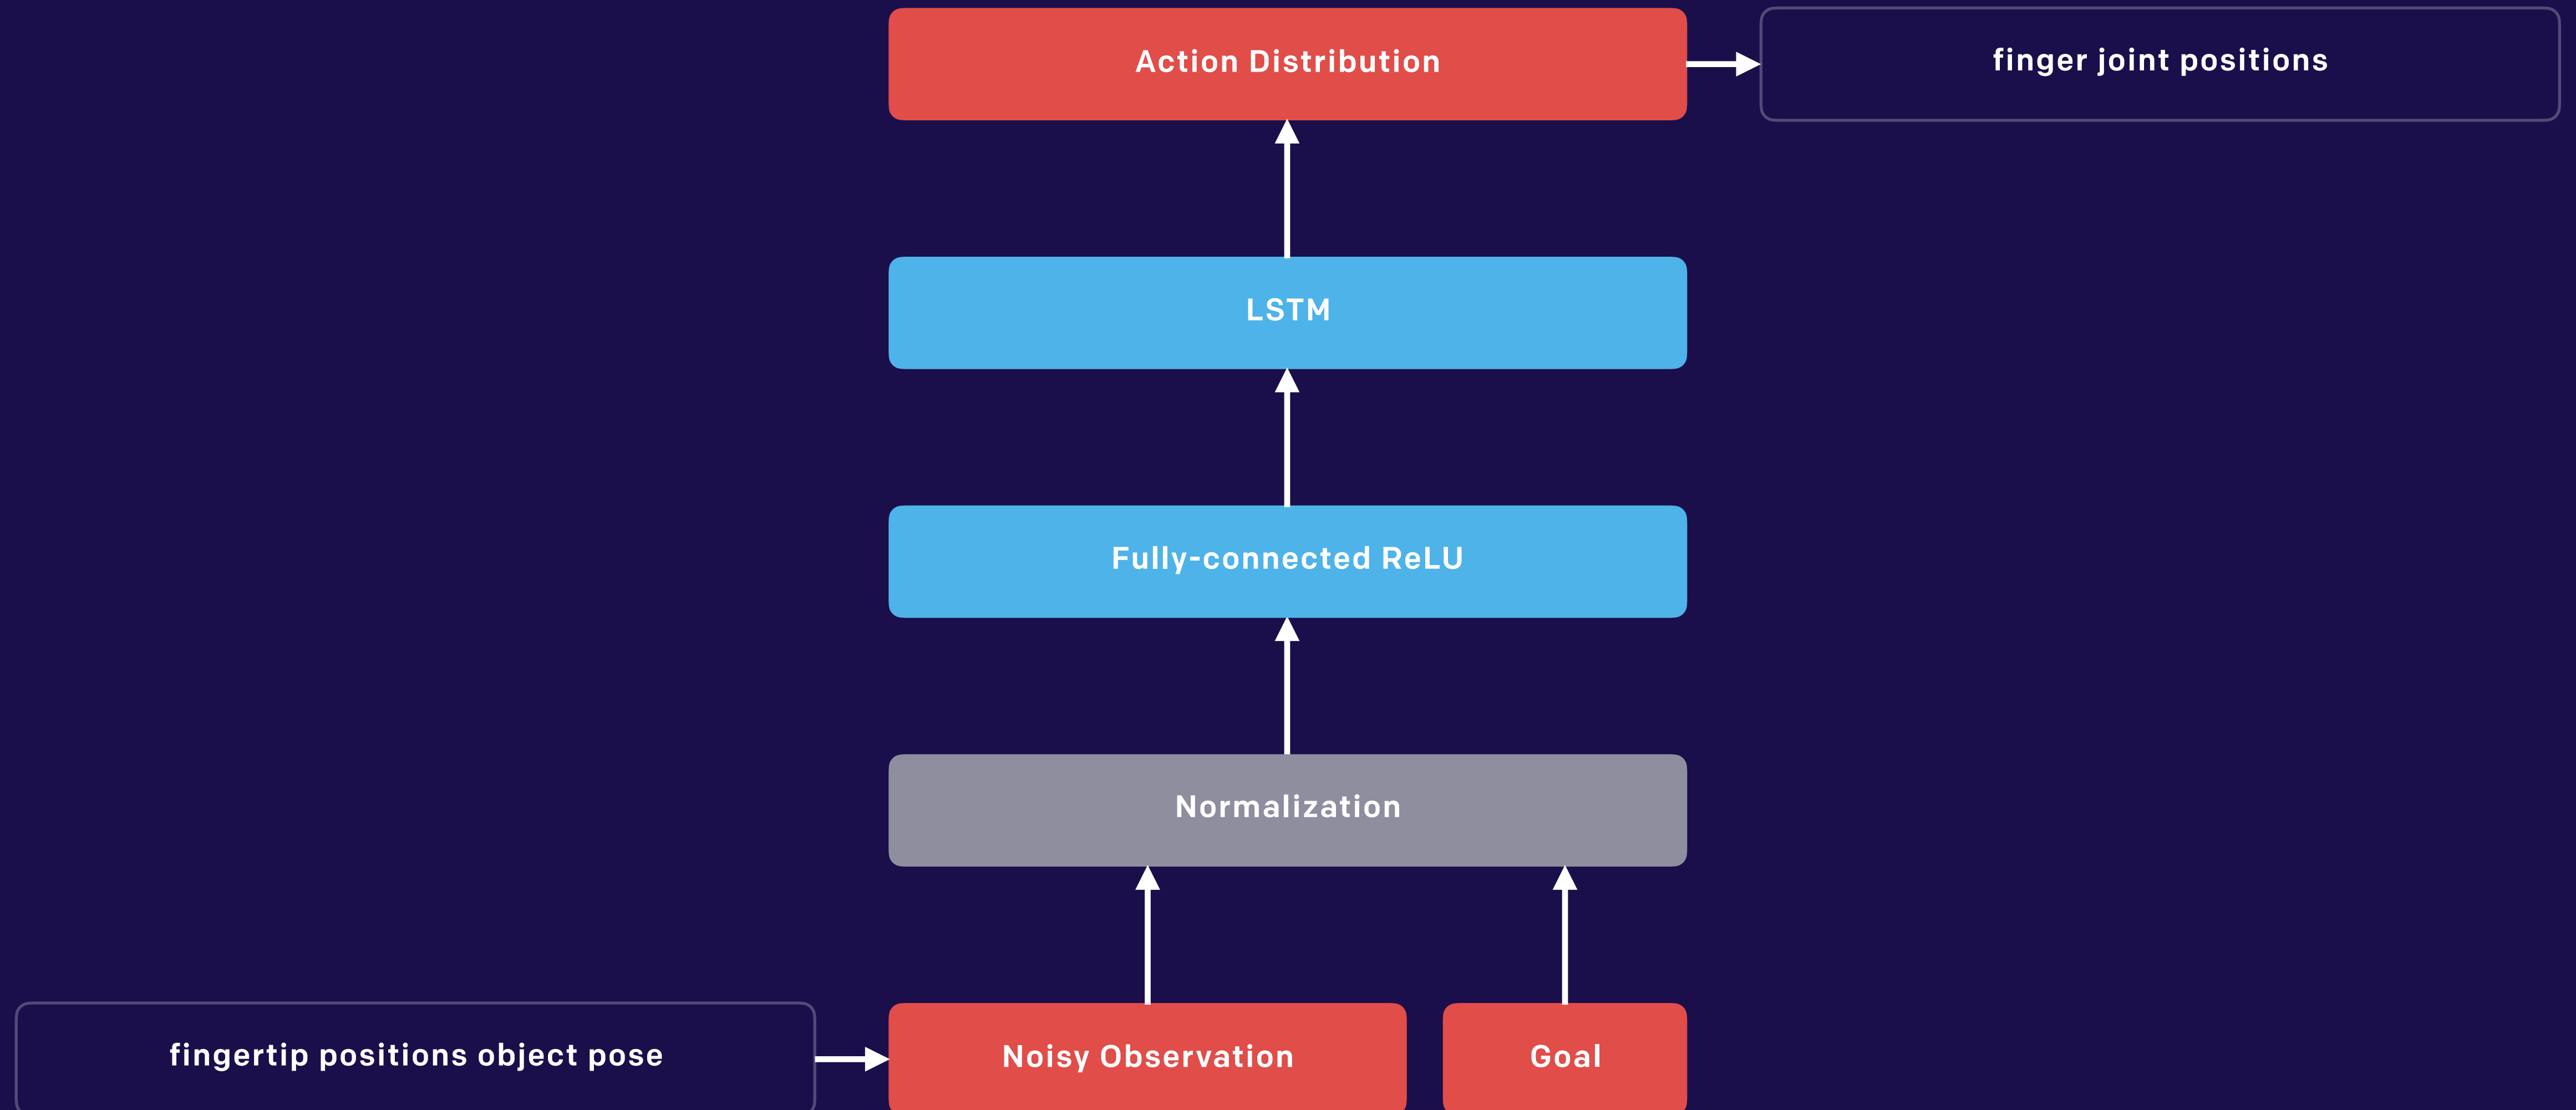 Action Distribution
finger joint positions
LSTM
Fully-connected ReLU
Normalization
fingertip positions object pose
Noisy Observation
Goal